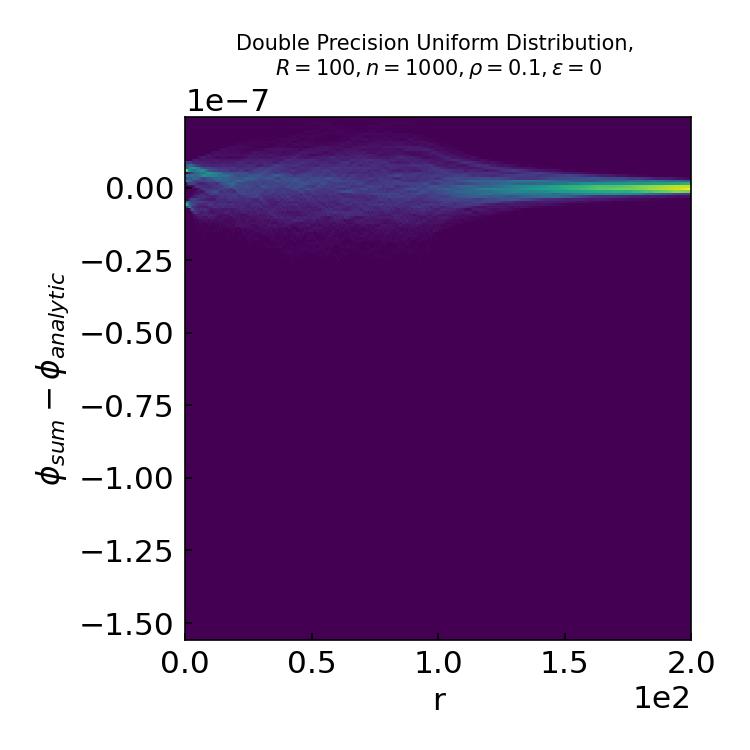 Double Precision Uniform Distribution,
R = 100, n = 1000, ρ = 0.1, ε = 0
1e−7
0.00
−0.25
−0.50
−0.75
−1.00
−1.25
−1.50
ϕsum − ϕanalytic
0.0 0.5 1.0 1.5 2.0
r 1e2